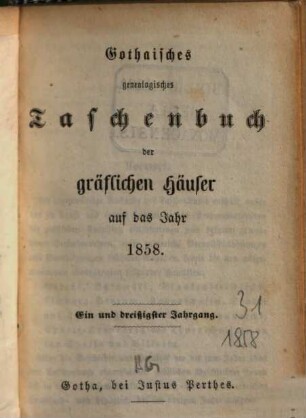 Gothaisches
genealogisches
Taschenbuch
der
gräflichen Häuser
auf das Jahr
1858.
Ein und dreißigster Jahrgang.
31
1858
Gotha, bei Justus Perthes.